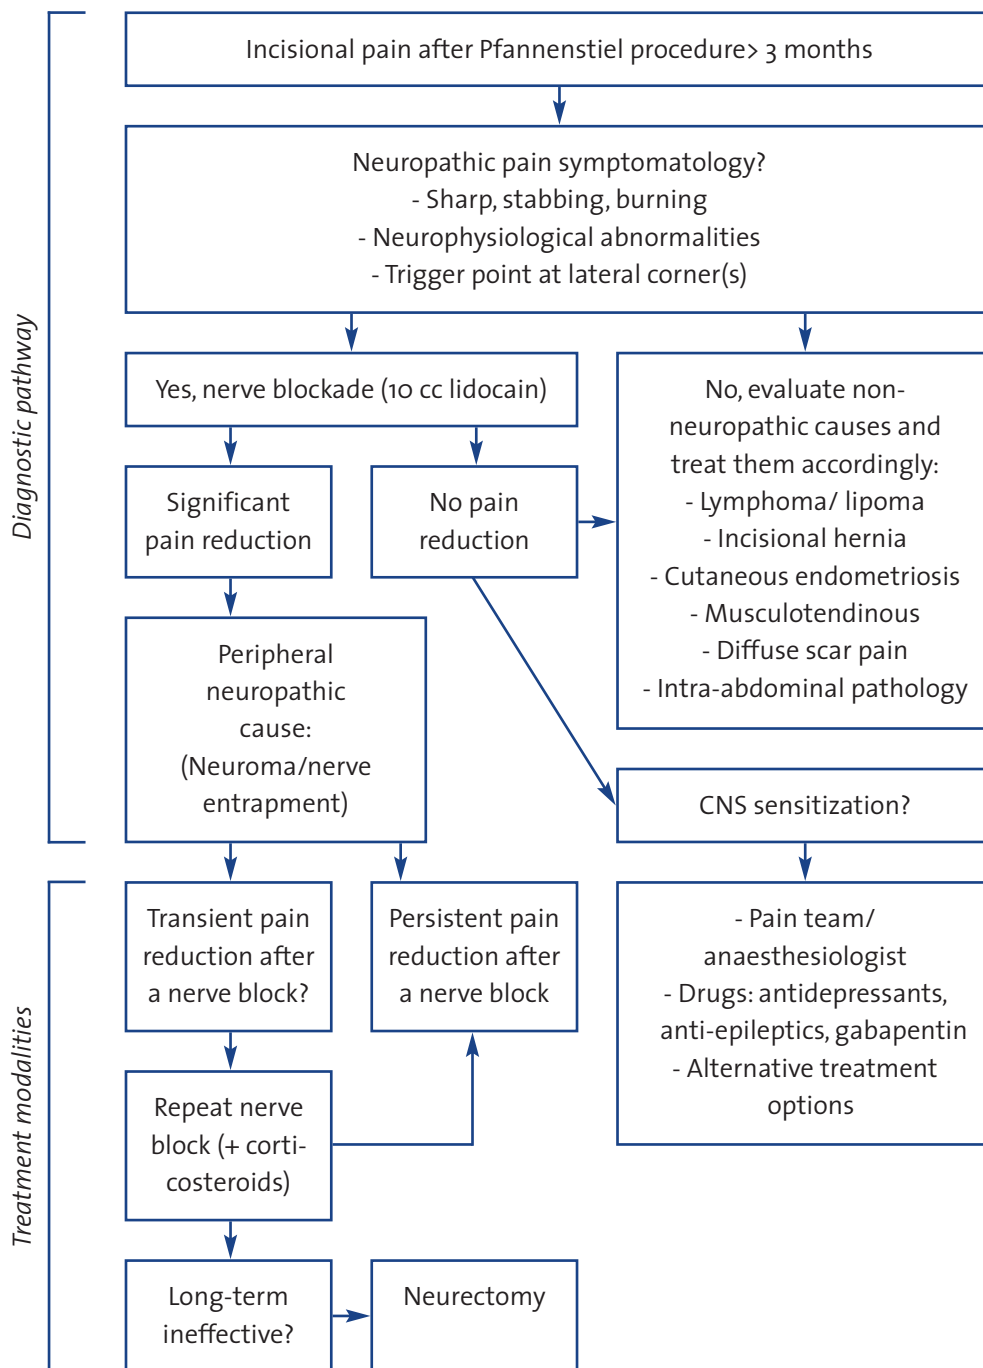 Incisional pain after Pfannenstiel procedure> 3 months
Neuropathic pain symptomatology?
- Sharp, stabbing, burning
- Neurophysiological abnormalities
- Trigger point at lateral corner(s)
Diagnostic pathway
Yes, nerve blockade (10 cc lidocain)
No, evaluate non-
neuropathic causes and
treat them accordingly:
- Lymphoma/ lipoma
- Incisional hernia
- Cutaneous endometriosis
- Musculotendinous
- Diffuse scar pain
- Intra-abdominal pathology
Significant
pain reduction
No pain
reduction
Peripheral
neuropathic
cause:
(Neuroma/nerve
entrapment)
CNS sensitization?
Treatment modalities
Transient pain
reduction after
a nerve block?
Persistent pain
reduction after
a nerve block
- Pain team/
anaesthesiologist
- Drugs: antidepressants,
anti-epileptics, gabapentin
- Alternative treatment
options
Repeat nerve
block (+ corti-
costeroids)
Long-term
ineffective?
Neurectomy